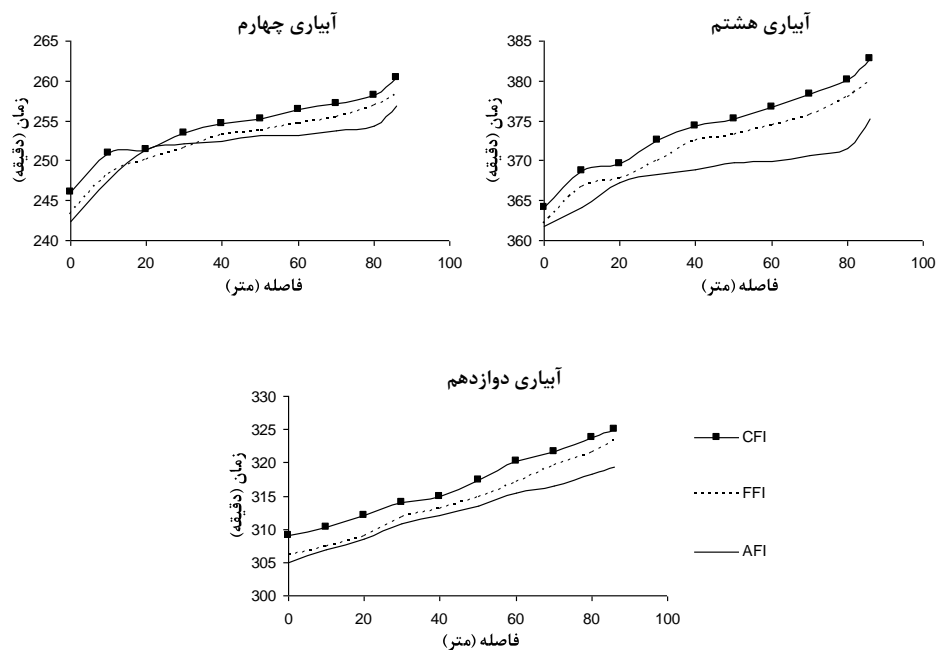 آبیاری چهارم
265
260
255
250
245
240
زمان (دقیقه)
0 20 40 60 80 100
فاصله (متر)
آبیاری هشتم
385
380
375
370
365
360
زمان (دقیقه)
0 20 40 60 80 100
فاصله (متر)
آبیاری دوازدهم
330
325
320
315
310
305
300
زمان (دقیقه)
0 20 40 60 80 100
فاصله (متر)
CFI
FFI
AFI